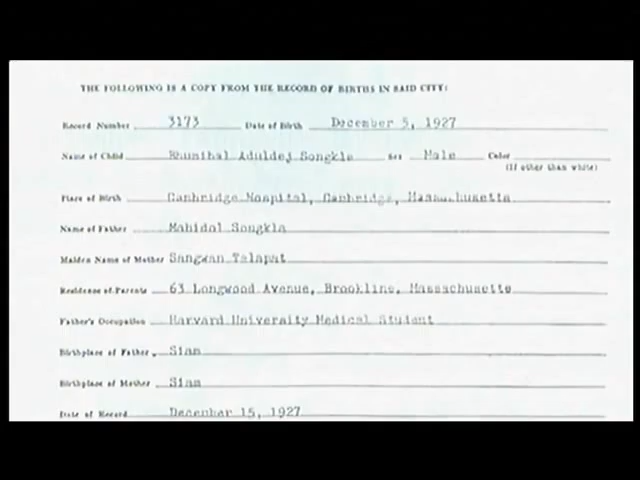 THE FOLLOWING IS A COPY FROM THE RECORD OF BIRTHS IN SAID CITY:
Record Number 3173 Date of Birth December 5, 1927
Name of Child Bhumibal Aduldej Songkla Sex Male Color
(If other than white)
Place of Birth Cambridge Hospital, Cambridge, Massachusetts
Name of Father Mahidol Songkla
Maiden Name of Mother Sangwan Talapat
Residence of Parents 63 Longwood Avenue, Brookline, Massachusetts
Father's Occupation Harvard University Medical Student
Birthplace of Father Siam
Birthplace of Mother Siam
Date of Record December 15, 1927